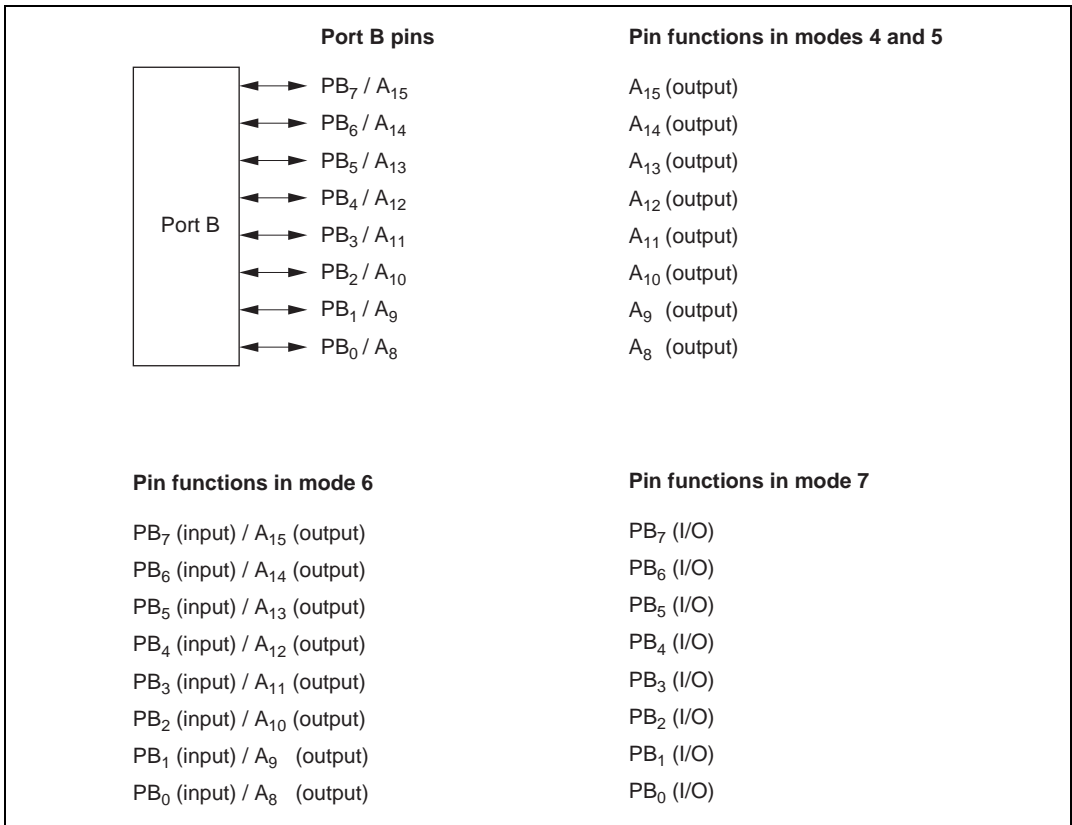 Port B pins
Pin functions in modes 4 and 5
Port B
PB7 / A15
A15 (output)
PB6 / A14
A14 (output)
PB5 / A13
A13 (output)
PB4 / A12
A12 (output)
PB3 / A11
A11 (output)
PB2 / A10
A10 (output)
PB1 / A9
A9 (output)
PB0 / A8
A8 (output)
Pin functions in mode 6
PB7 (input) / A15 (output)
PB6 (input) / A14 (output)
PB5 (input) / A13 (output)
PB4 (input) / A12 (output)
PB3 (input) / A11 (output)
PB2 (input) / A10 (output)
PB1 (input) / A9 (output)
PB0 (input) / A8 (output)
Pin functions in mode 7
PB7 (I/O)
PB6 (I/O)
PB5 (I/O)
PB4 (I/O)
PB3 (I/O)
PB2 (I/O)
PB1 (I/O)
PB0 (I/O)